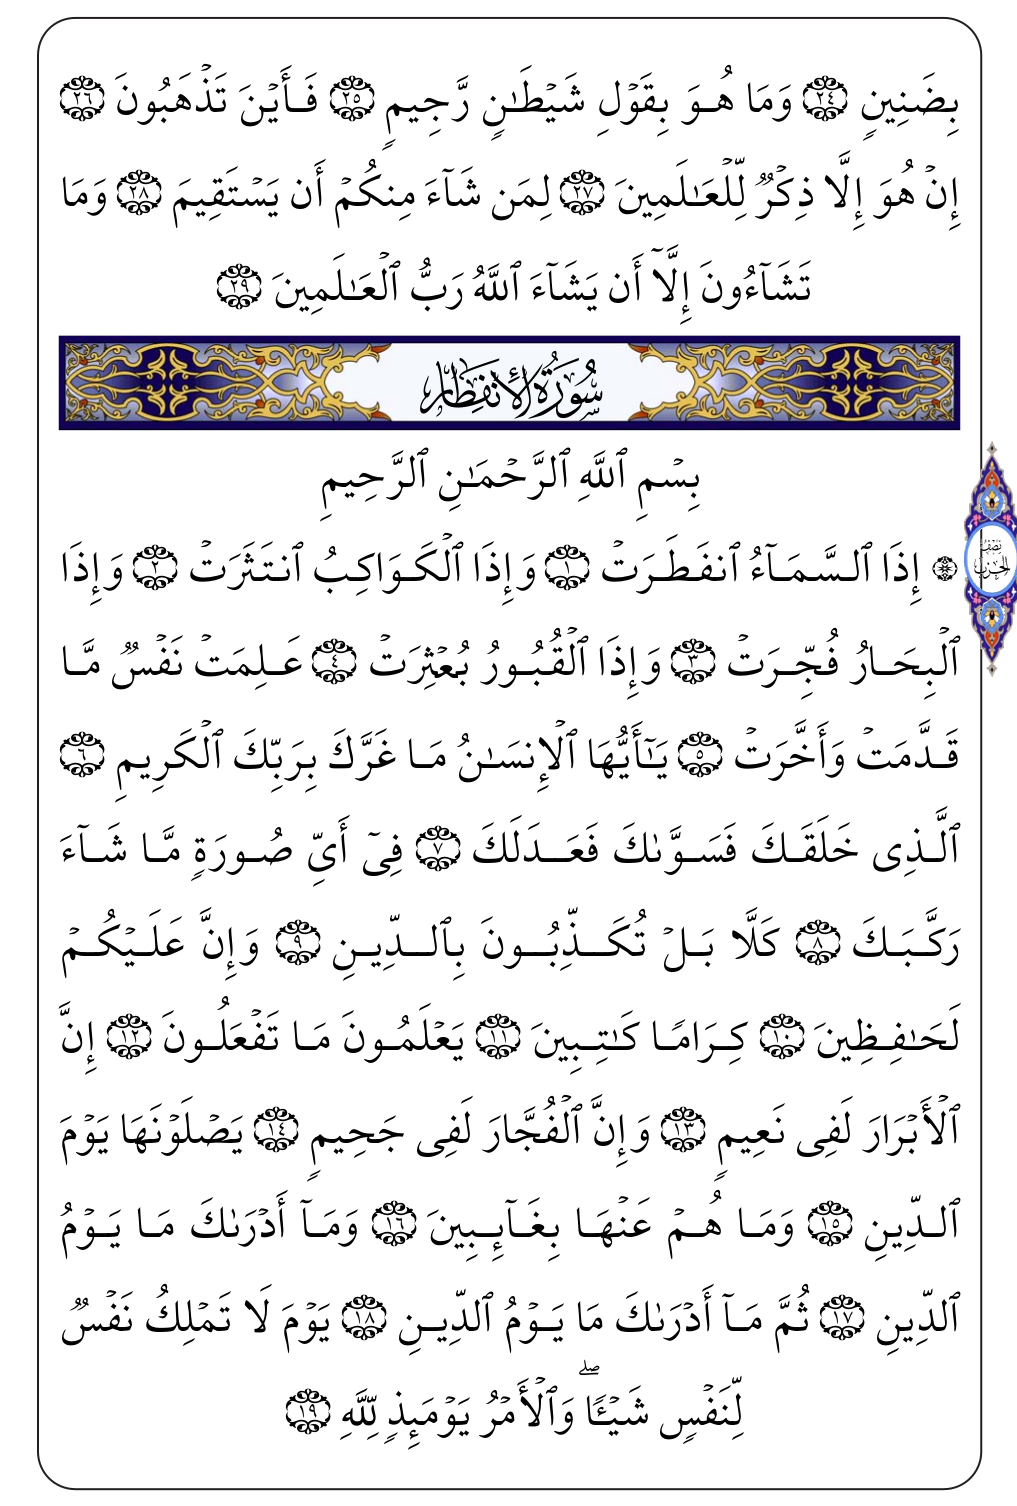 بِضَنِينٍ ٢٤ وَمَا هُوَ بِقَوْلِ شَيْطَـٰنٍ رَّجِيمٍ ٢٥ فَأَيْنَ تَذْهَبُونَ ٢٦
إِنْ هُوَ إِلَّا ذِكْرٌ لِّلْعَـٰلَمِينَ ٢٧ لِمَن شَآءَ مِنكُمْ أَن يَسْتَقِيمَ ٢٨ وَمَا
تَشَآءُونَ إِلَّآ أَن يَشَآءَ ٱللَّهُ رَبُّ ٱلْعَـٰلَمِينَ ٢٩
سُورَةُ الِانفِطَارِ
بِسْمِ ٱللَّهِ ٱلرَّحْمَـٰنِ ٱلرَّحِيمِ
۞ إِذَا ٱلسَّمَآءُ ٱنفَطَرَتْ ١ وَإِذَا ٱلْكَوَاكِبُ ٱنتَثَرَتْ ٢ وَإِذَا
نِصْفُ الحِزْبِ
ٱلْبِحَارُ فُجِّرَتْ ٣ وَإِذَا ٱلْقُبُورُ بُعْثِرَتْ ٤ عَلِمَتْ نَفْسٌ مَّا
قَدَّمَتْ وَأَخَّرَتْ ٥ يَـٰٓأَيُّهَا ٱلْإِنسَـٰنُ مَا غَرَّكَ بِرَبِّكَ ٱلْكَرِيمِ ٦
ٱلَّذِى خَلَقَكَ فَسَوَّىٰكَ فَعَدَلَكَ ٧ فِىٓ أَىِّ صُورَةٍ مَّا شَآءَ
رَكَّبَكَ ٨ كَلَّا بَلْ تُكَذِّبُونَ بِٱلدِّينِ ٩ وَإِنَّ عَلَيْكُمْ
لَحَـٰفِظِينَ ١٠ كِرَامًا كَـٰتِبِينَ ١١ يَعْلَمُونَ مَا تَفْعَلُونَ ١٢ إِنَّ
ٱلْأَبْرَارَ لَفِى نَعِيمٍ ١٣ وَإِنَّ ٱلْفُجَّارَ لَفِى جَحِيمٍ ١٤ يَصْلَوْنَهَا يَوْمَ
ٱلدِّينِ ١٥ وَمَا هُمْ عَنْهَا بِغَآئِبِينَ ١٦ وَمَآ أَدْرَىٰكَ مَا يَوْمُ
ٱلدِّينِ ١٧ ثُمَّ مَآ أَدْرَىٰكَ مَا يَوْمُ ٱلدِّينِ ١٨ يَوْمَ لَا تَمْلِكُ نَفْسٌ
لِّنَفْسٍ شَيْـًٔا ۖ وَٱلْأَمْرُ يَوْمَئِذٍ لِّلَّهِ ١٩